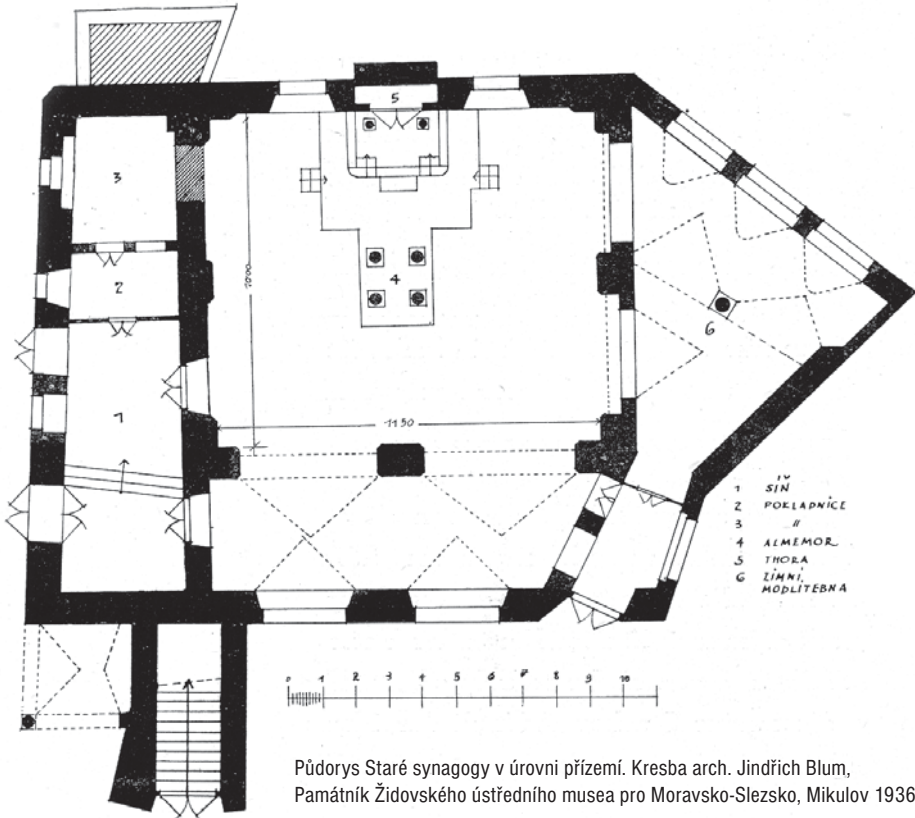 5
3
2
4
1
6
1000
1150
1 SÍŇ
2 POKLADNICE
3 "
4 ALMEMOR
5 THORA
6 ZIMNÍ
MODLITEBNA
0 1 2 3 4 5 6 7 8 9 10
Půdorys Staré synagogy v úrovni přízemí. Kresba arch. Jindřich Blum,
Památník Židovského ústředního musea pro Moravsko-Slezsko, Mikulov 1936